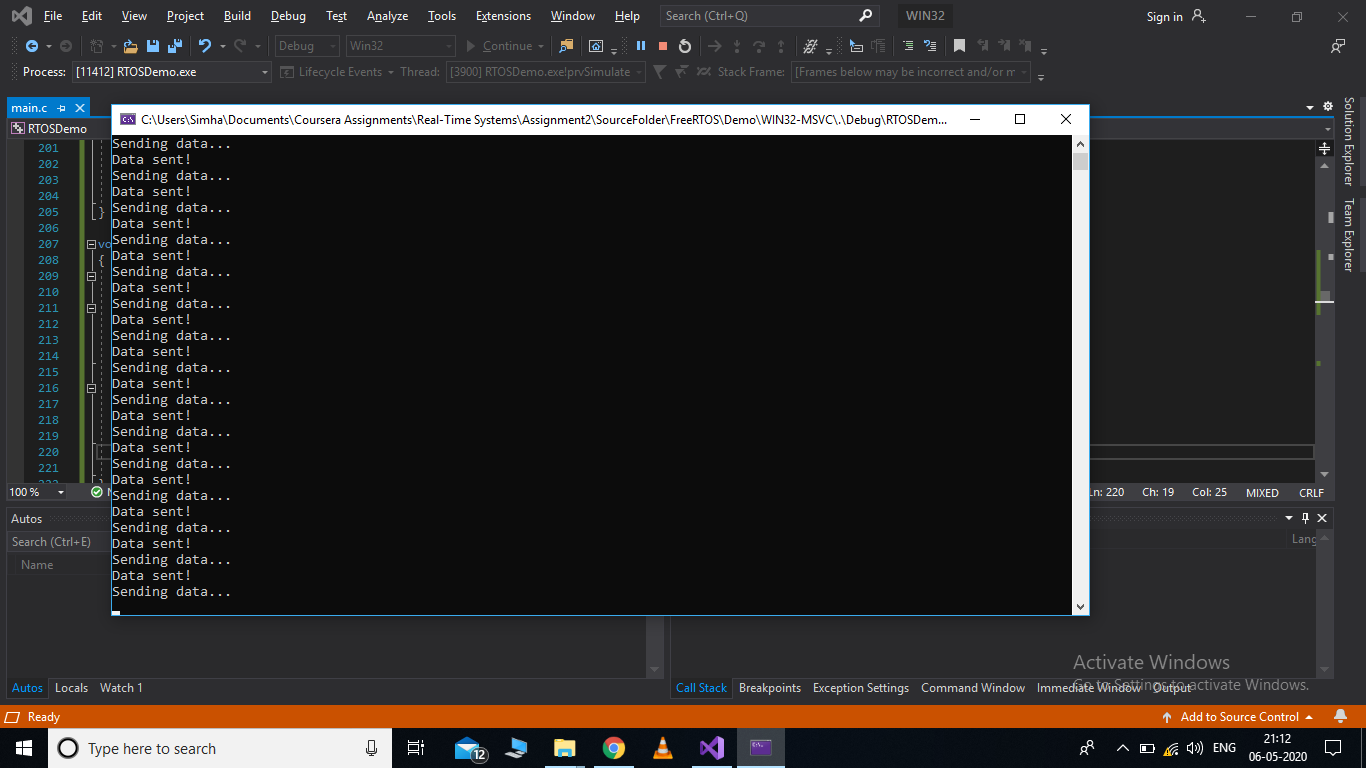 File Edit View Project Build Debug Test Analyze Tools Extensions Window Help Search (Ctrl+Q) WIN32 Sign in
Debug Win32 Continue
Process: [11412] RTOSDemo.exe Lifecycle Events Thread: [3900] RTOSDemo.exe!prvSimulate Stack Frame: [Frames below may be incorrect and/or m
main.c
C:\Users\Simha\Documents\Coursera Assignments\Real-Time Systems\Assignment2\SourceFolder\FreeRTOS\Demo\WIN32-MSVC\.\Debug\RTOSDem...
RTOSDemo
Solution Explorer
Team Explorer
201
202
203
204
205 }
206
207 vo
208 {
209
210
211
212
213
214
215
216
217
218
219
220
221
Sending data...
Data sent!
Sending data...
Data sent!
Sending data...
Data sent!
Sending data...
Data sent!
Sending data...
Data sent!
Sending data...
Data sent!
Sending data...
Data sent!
Sending data...
Data sent!
Sending data...
Data sent!
Sending data...
Data sent!
Sending data...
Data sent!
Sending data...
Data sent!
Sending data...
Data sent!
Sending data...
Data sent!
Sending data...
100 % Ln: 220 Ch: 19 Col: 25 MIXED CRLF
Autos
Search (Ctrl+E)
Name
Lang
Activate Windows
Go to Settings to activate Windows.
Autos Locals Watch 1
Call Stack Breakpoints Exception Settings Command Window Immediate Window Output
Ready Add to Source Control
Type here to search
12
ENG
21:12
06-05-2020